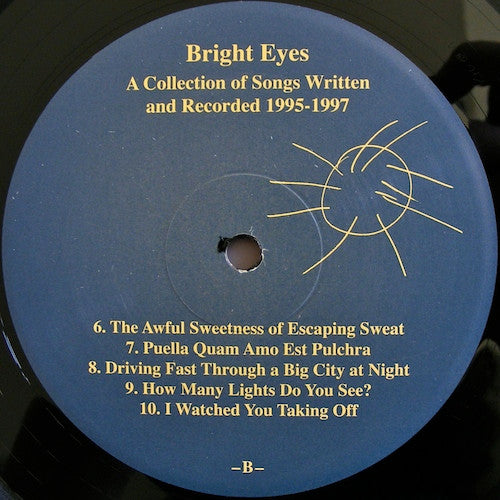 Bright Eyes
A Collection of Songs Written
and Recorded 1995-1997
6. The Awful Sweetness of Escaping Sweat
7. Puella Quam Amo Est Pulchra
8. Driving Fast Through a Big City at Night
9. How Many Lights Do You See?
10. I Watched You Taking Off
–B–